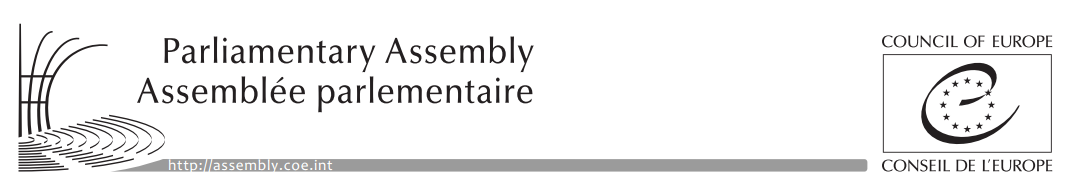 Parliamentary Assembly
Assemblée parlementaire
http://assembly.coe.int
COUNCIL OF EUROPE
CONSEIL DE L'EUROPE